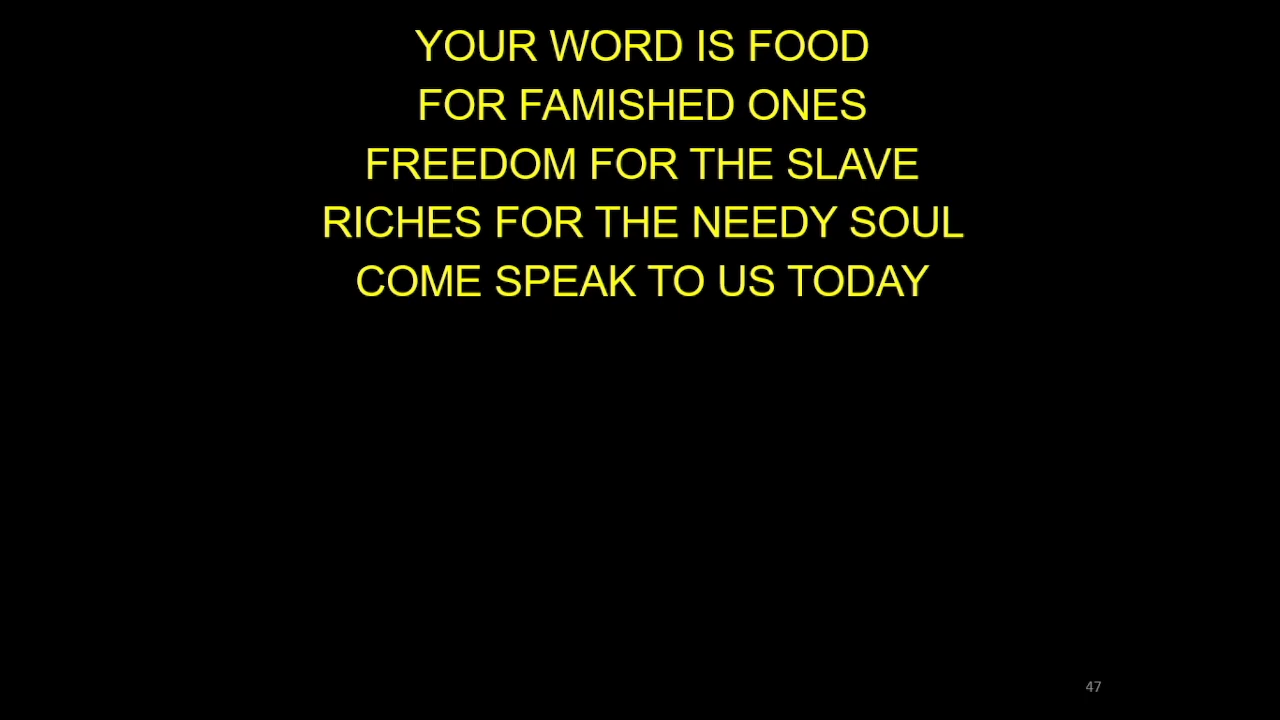 YOUR WORD IS FOOD
FOR FAMISHED ONES
FREEDOM FOR THE SLAVE
RICHES FOR THE NEEDY SOUL
COME SPEAK TO US TODAY
47